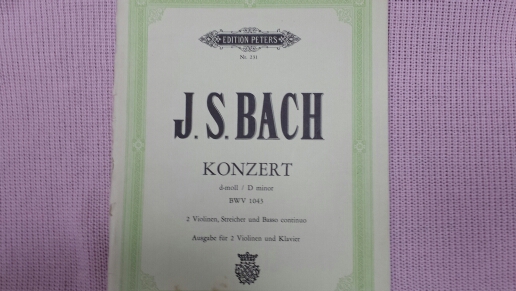 EDITION PETERS
Nr. 231
J. S. BACH
KONZERT
d-moll / D minor
BWV 1043
2 Violinen, Streicher und Basso continuo
Ausgabe für 2 Violinen und Klavier